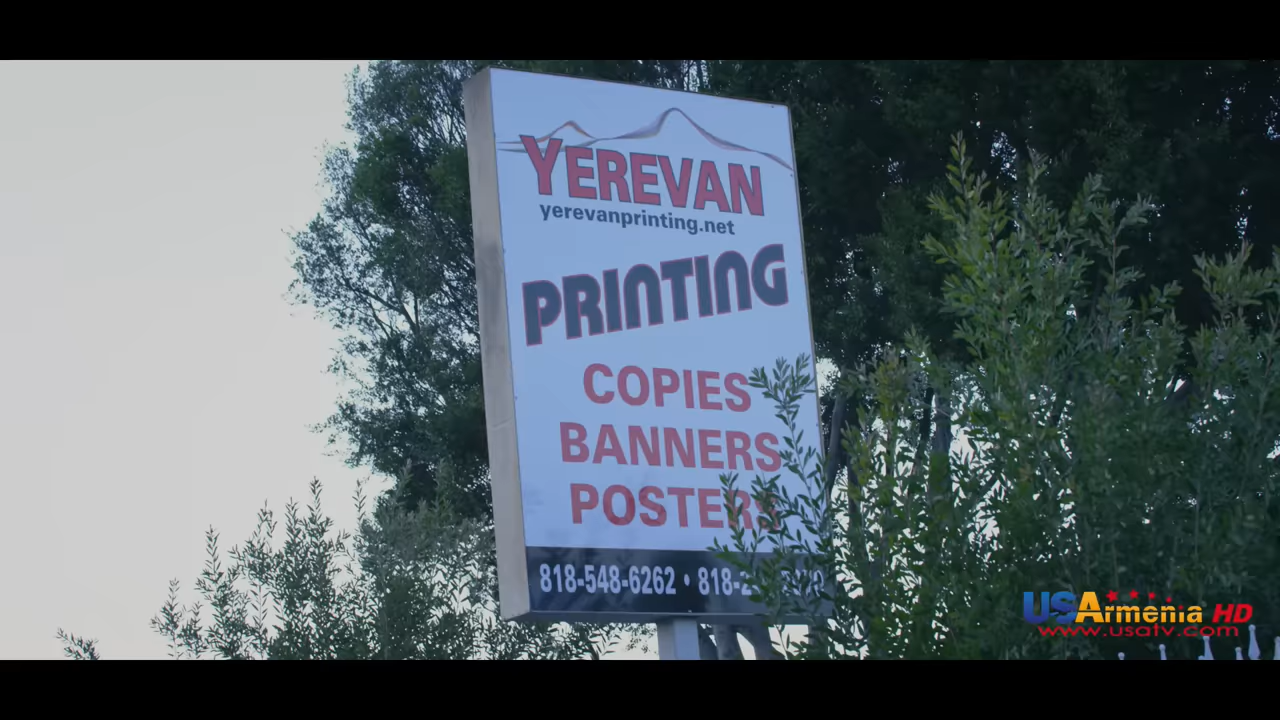 YEREVAN
yerevanprinting.net
PRINTING
COPIES
BANNERS
POSTERS
818-548-6262 •
USArmenia HD
www.usatv.com